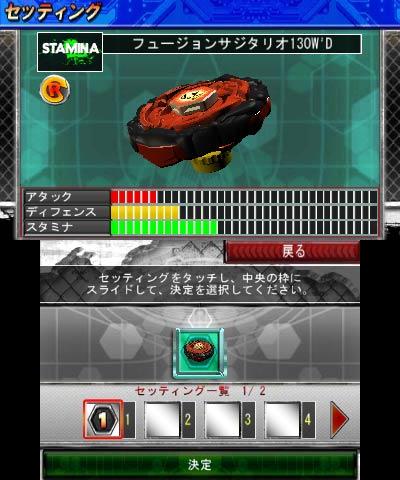 セッティング
STAMINA
フュージョンサジタリオ130W'D
R
アタック
ディフェンス
スタミナ
戻る
セッティングをタッチし、中央の枠に
スライドして、決定を選択してください。
セッティング一覧 1/2
1 1 2 3 4
決定